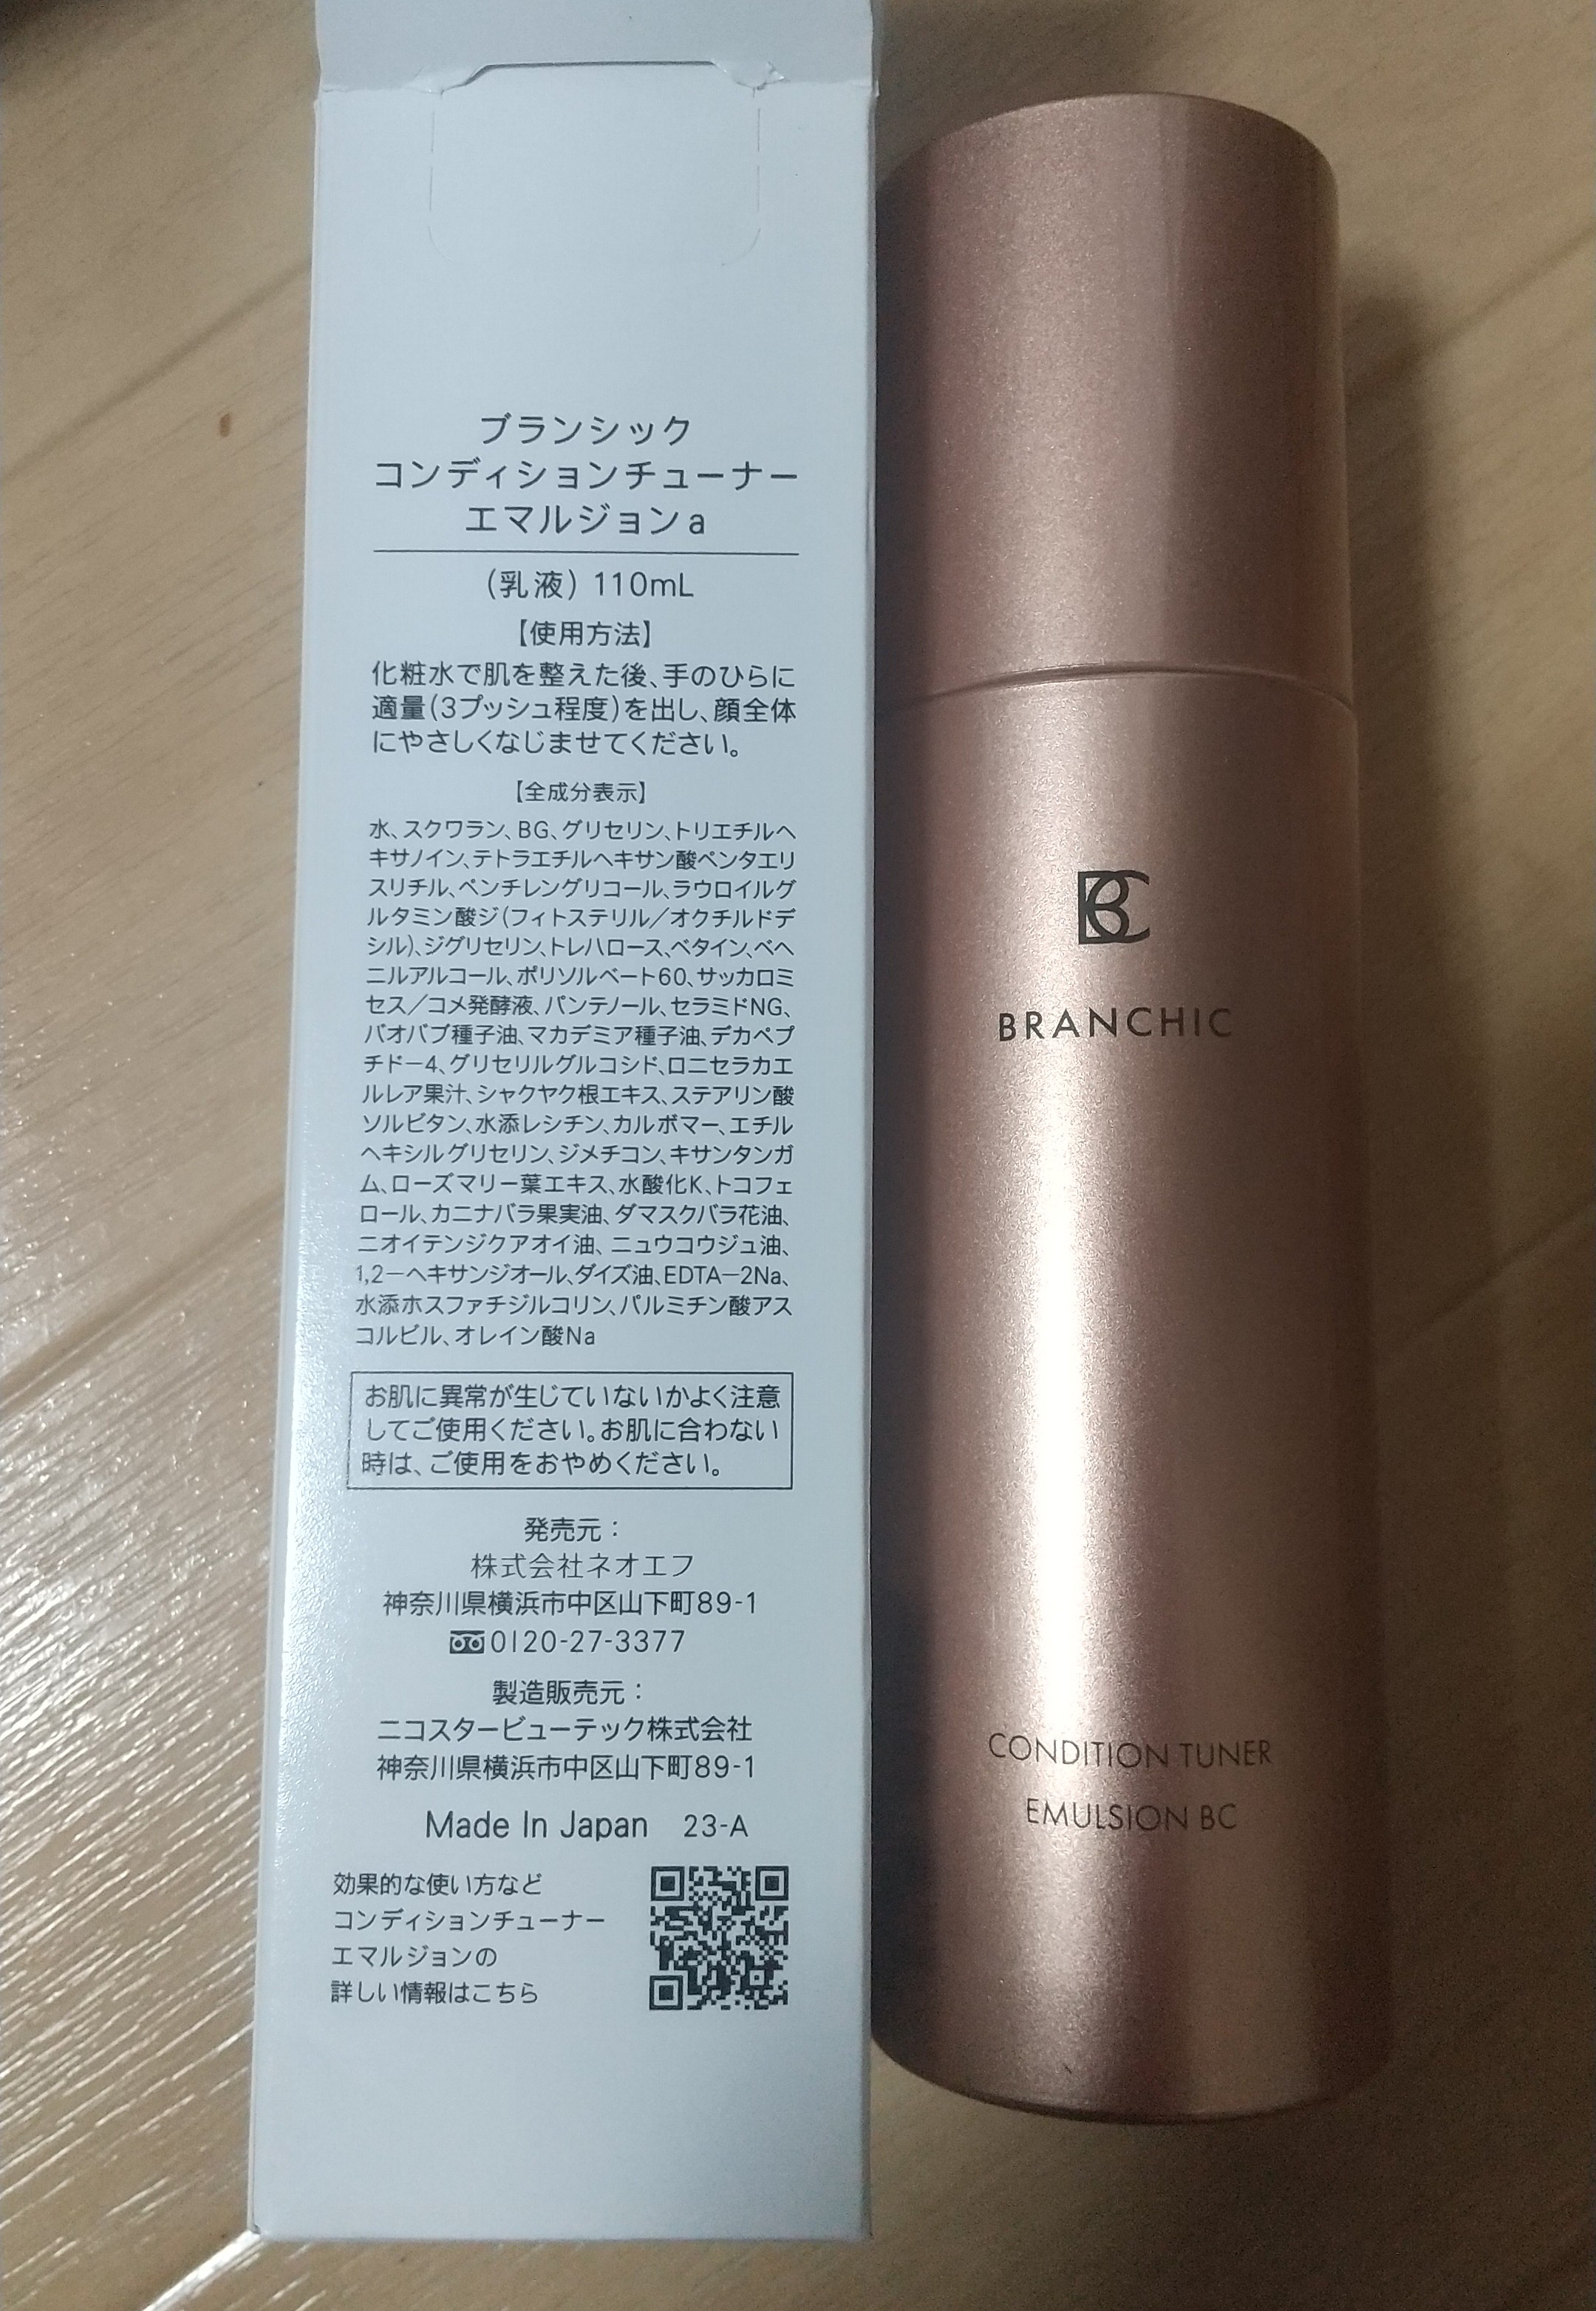 ブランシック
コンディションチューナー
エマルジョンa
(乳液) 110mL
【使用方法】
化粧水で肌を整えた後、手のひらに
適量(3プッシュ程度)を出し、顔全体
にやさしくなじませてください。
【全成分表示】
水、スクワラン、BG、グリセリン、トリエチルヘ
キサノイン、テトラエチルヘキサン酸ペンタエリ
スリチル、ペンチレングリコール、ラウロイルグ
ルタミン酸ジ(フィトステリル/オクチルドデ
シル)、ジグリセリン、トレハロース、ベタイン、ベヘ
ニルアルコール、ポリソルベート60、サッカロミ
セス/コメ発酵液、パンテノール、セラミドNG、
バオバブ種子油、マカデミア種子油、デカペプ
チド−4、グリセリルグルコシド、ロニセラカエ
ルレア果汁、シャクヤク根エキス、ステアリン酸
ソルビタン、水添レシチン、カルボマー、エチル
ヘキシルグリセリン、ジメチコン、キサンタンガ
ム、ローズマリー葉エキス、水酸化K、トコフェ
ロール、カニナバラ果実油、ダマスクバラ花油、
ニオイテンジクアオイ油、ニュウコウジュ油、
1,2−ヘキサンジオール、ダイズ油、EDTA−2Na、
水添ホスファチジルコリン、パルミチン酸アス
コルビル、オレイン酸Na
お肌に異常が生じていないかよく注意
してご使用ください。お肌に合わない
時は、ご使用をおやめください。
発売元：
株式会社ネオエフ
神奈川県横浜市中区山下町89-1
0120-27-3377
製造販売元：
ニコスタービューテック株式会社
神奈川県横浜市中区山下町89-1
Made In Japan 23-A
効果的な使い方など
コンディションチューナー
エマルジョンの
詳しい情報はこちら
BC
BRANCHIC
CONDITION TUNER
EMULSION BC